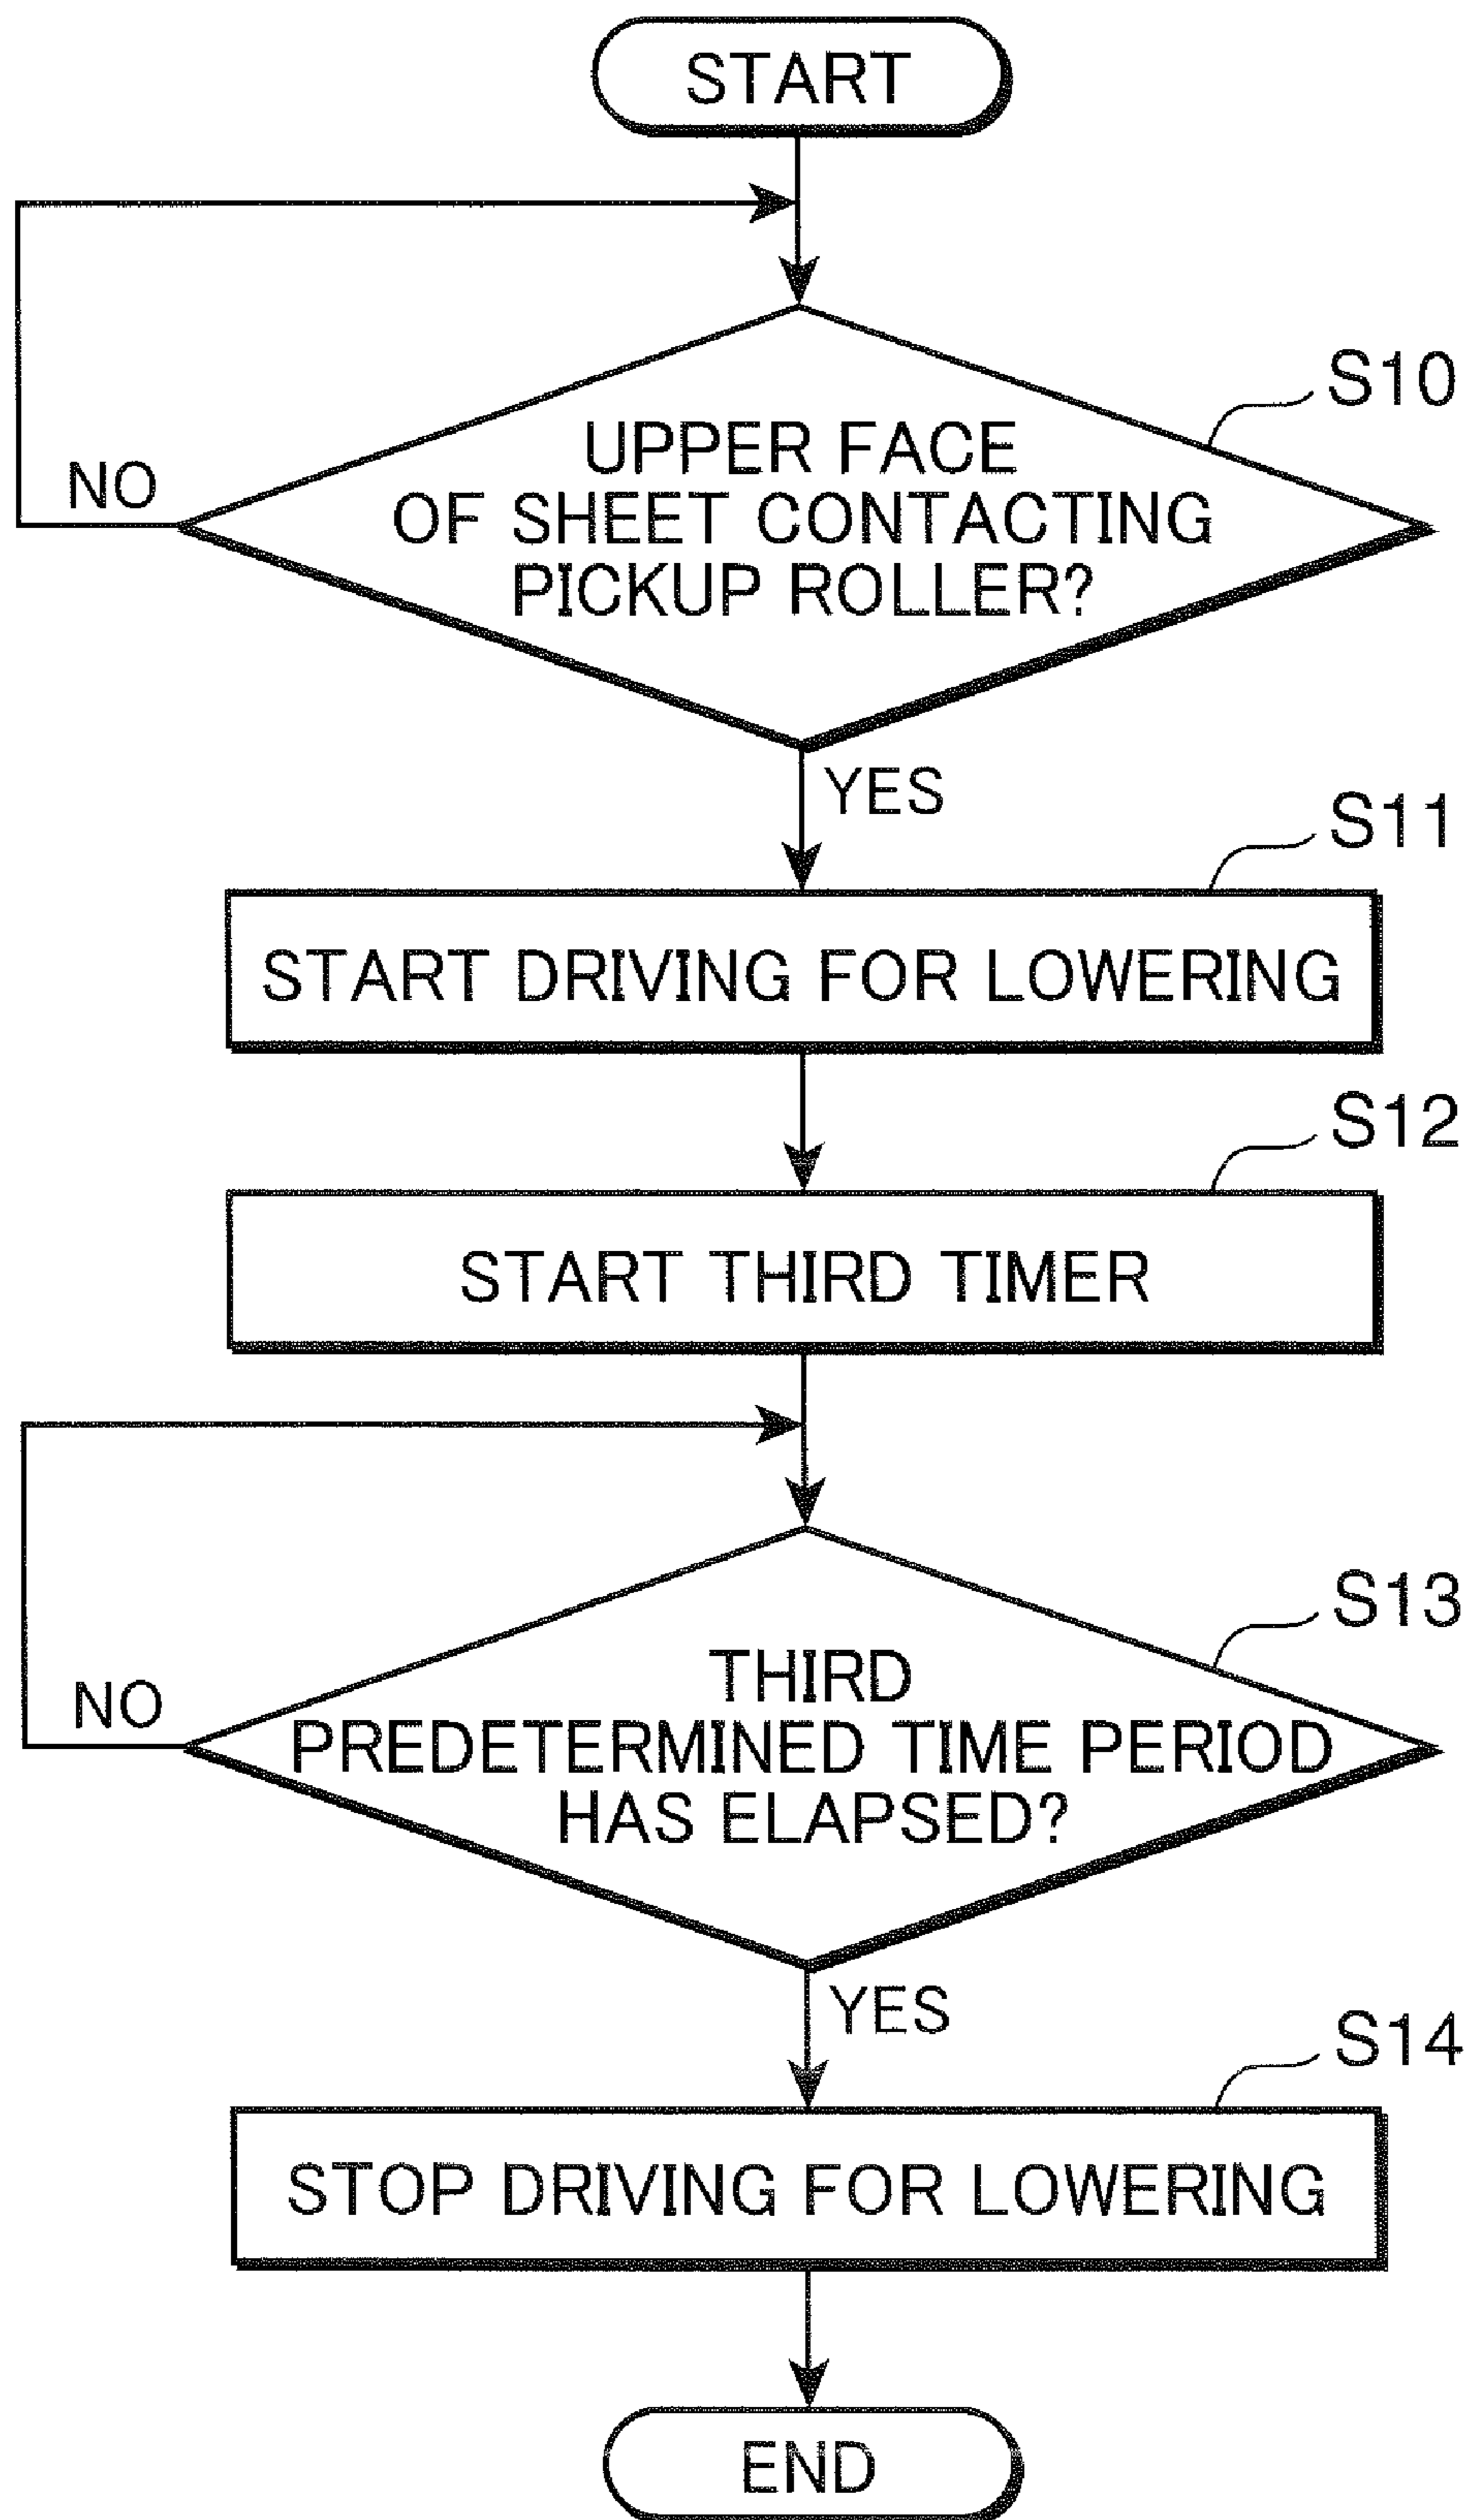 START
S10
UPPER FACE
OF SHEET CONTACTING
PICKUP ROLLER?
NO
YES
S11
START DRIVING FOR LOWERING
S12
START THIRD TIMER
S13
THIRD
PREDETERMINED TIME PERIOD
HAS ELAPSED?
NO
YES
S14
STOP DRIVING FOR LOWERING
END